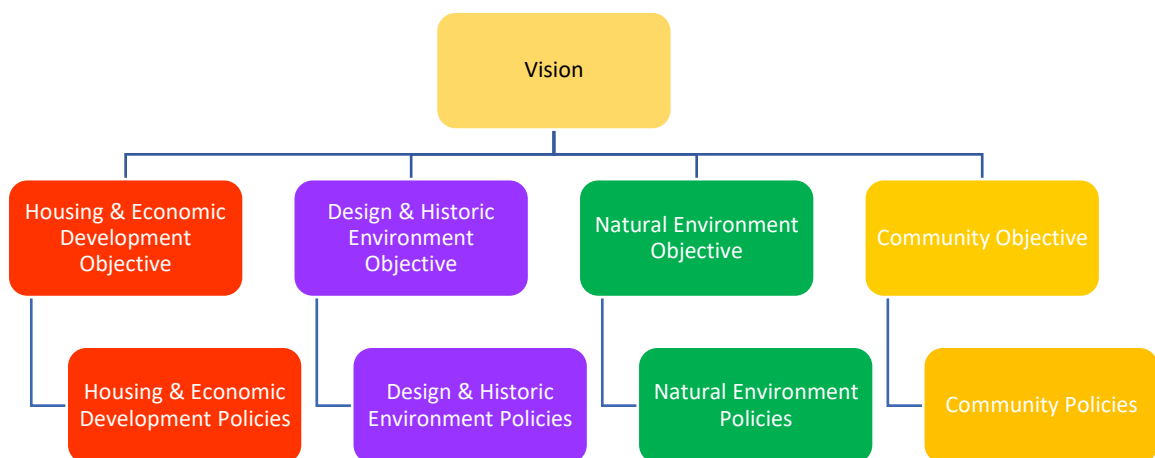 Vision
Housing & Economic
Development
Objective
Design & Historic
Environment
Objective
Natural Environment
Objective
Community Objective
Housing & Economic
Development Policies
Design & Historic
Environment Policies
Natural Environment
Policies
Community Policies